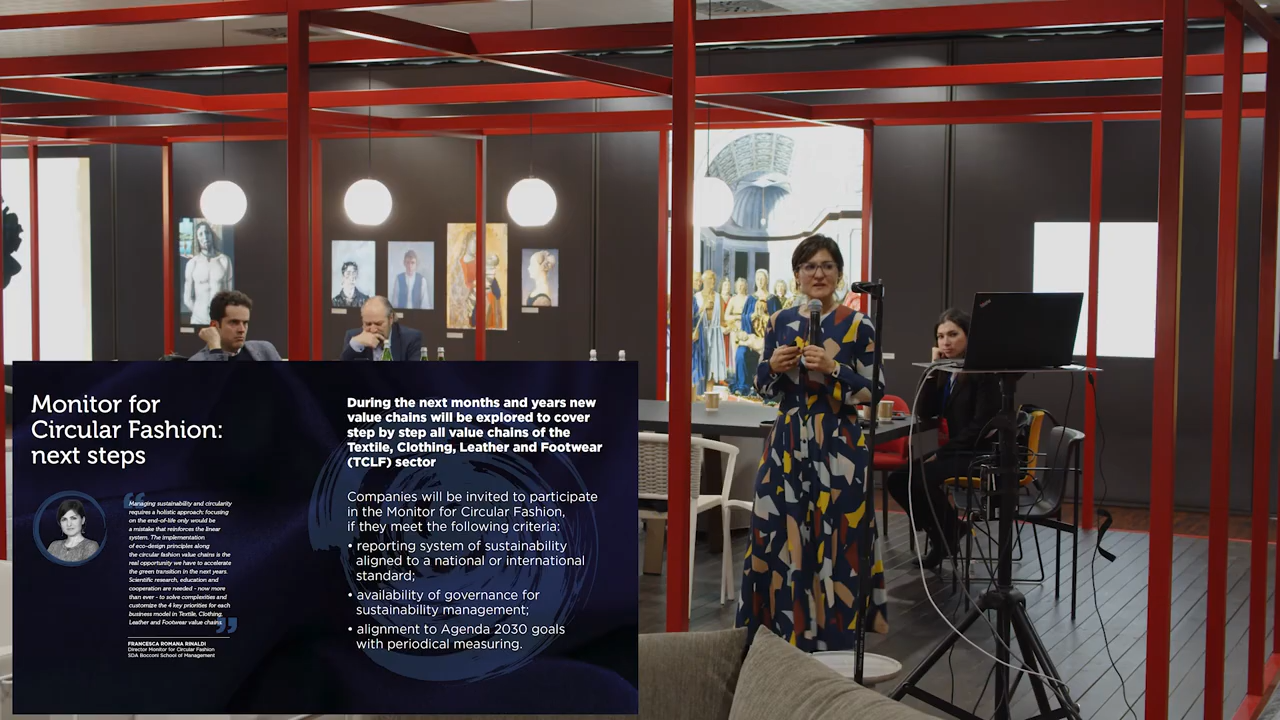 Monitor for
Circular Fashion:
next steps
Managing sustainability and circularity
requires a holistic approach: focusing
on the end-of-life only would be
a mistake that reinforces the linear
system. The implementation
of eco-design principles along
the circular fashion value chains is the
real opportunity we have to accelerate
the green transition in the next years.
Scientific research, education and
cooperation are needed - now more
than ever - to solve complexities and
customize the 4 key priorities for each
business model in Textile, Clothing,
Leather and Footwear value chains.
FRANCESCA ROMANA RINALDI
Director Monitor for Circular Fashion
SDA Bocconi School of Management
During the next months and years new
value chains will be explored to cover
step by step all value chains of the
Textile, Clothing, Leather and Footwear
(TCLF) sector
Companies will be invited to participate
in the Monitor for Circular Fashion,
if they meet the following criteria:
• reporting system of sustainability
aligned to a national or international
standard;
• availability of governance for
sustainability management;
• alignment to Agenda 2030 goals
with periodical measuring.
ThinkPad